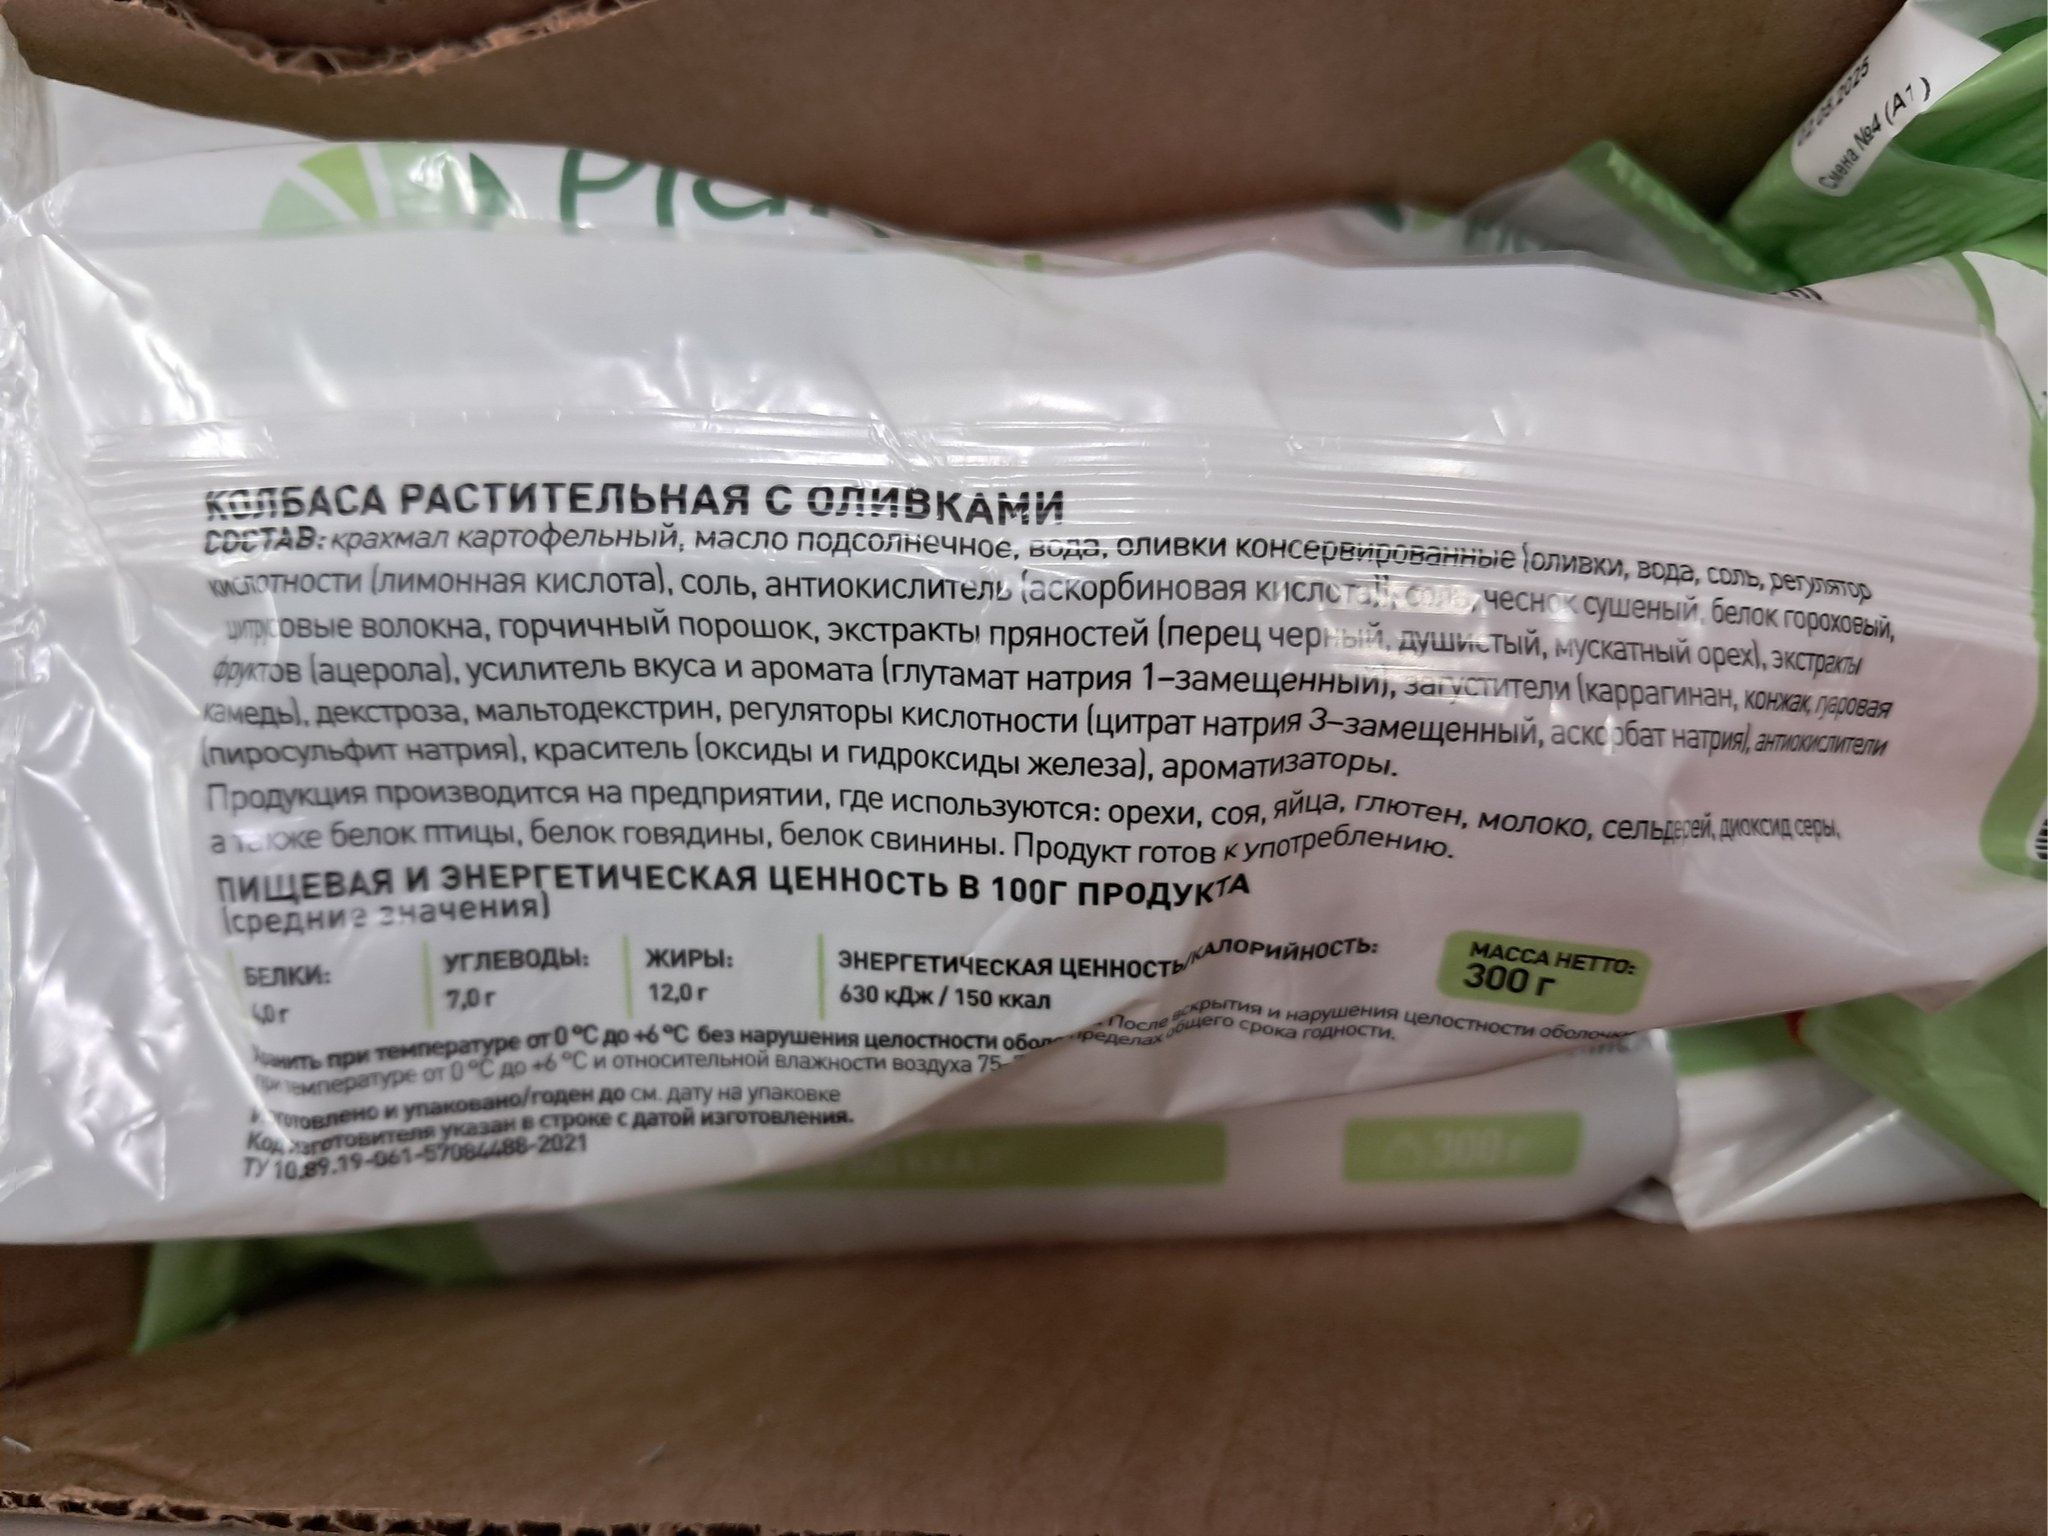 02.05.2025
Смена №4 (А1)
КОЛБАСА РАСТИТЕЛЬНАЯ С ОЛИВКАМИ
СОСТАВ: крахмал картофельный, масло подсолнечное, вода, оливки консервированные (оливки, вода, соль, регулятор
кислотности (лимонная кислота), соль, антиокислитель (аскорбиновая кислота)), соль, чеснок сушеный, белок гороховый,
цитрусовые волокна, горчичный порошок, экстракты пряностей (перец черный, душистый, мускатный орех), экстракты
фруктов (ацерола), усилитель вкуса и аромата (глутамат натрия 1-замещенный), загустители (каррагинан, конжак, гуаровая
камедь), декстроза, мальтодекстрин, регуляторы кислотности (цитрат натрия 3-замещенный, аскорбат натрия), антиокислители
(пиросульфит натрия), краситель (оксиды и гидроксиды железа), ароматизаторы.
Продукция производится на предприятии, где используются: орехи, соя, яйца, глютен, молоко, сельдерей, диоксид серы,
а также белок птицы, белок говядины, белок свинины. Продукт готов к употреблению.
ПИЩЕВАЯ И ЭНЕРГЕТИЧЕСКАЯ ЦЕННОСТЬ В 100Г ПРОДУКТА
(средние значения)
БЕЛКИ: УГЛЕВОДЫ: ЖИРЫ: ЭНЕРГЕТИЧЕСКАЯ ЦЕННОСТЬ/КАЛОРИЙНОСТЬ:
4,0 г 7,0 г 12,0 г 630 кДж / 150 ккал
МАССА НЕТТО:
300 г
Хранить при температуре от 0 °С до +6 °С без нарушения целостности После вскрытия и нарушения целостности оболочки
при температуре от 0 °С до +6 °С и относительной влажности воздуха 75- пределах общего срока годности.
Изготовлено и упаковано/годен до см. дату на упаковке
Код изготовителя указан в строке с датой изготовления.
ТУ 10.89.19-061-57084488-2021
300 г